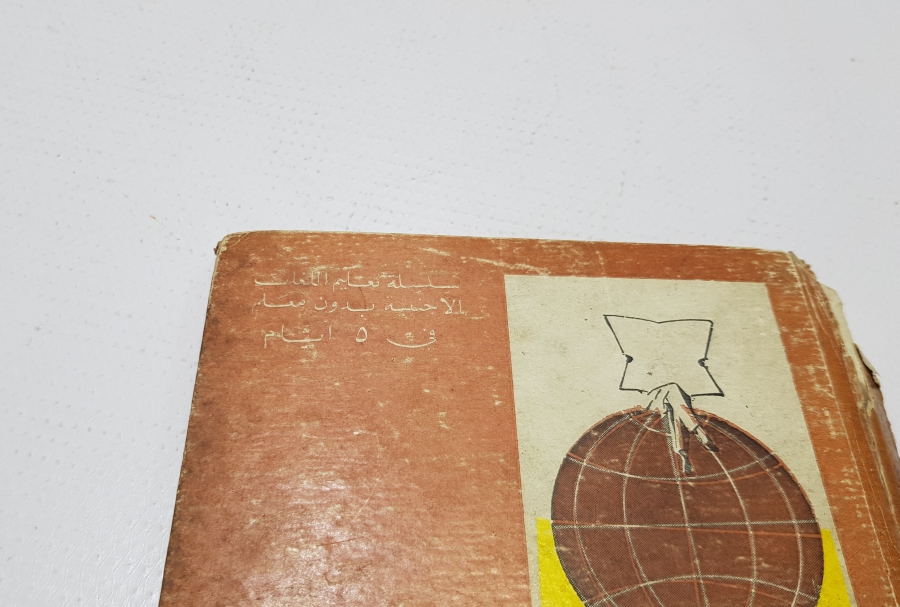 سلسلة تعليم اللغات
الاجنبية بدون معلم
في ٥ ايام